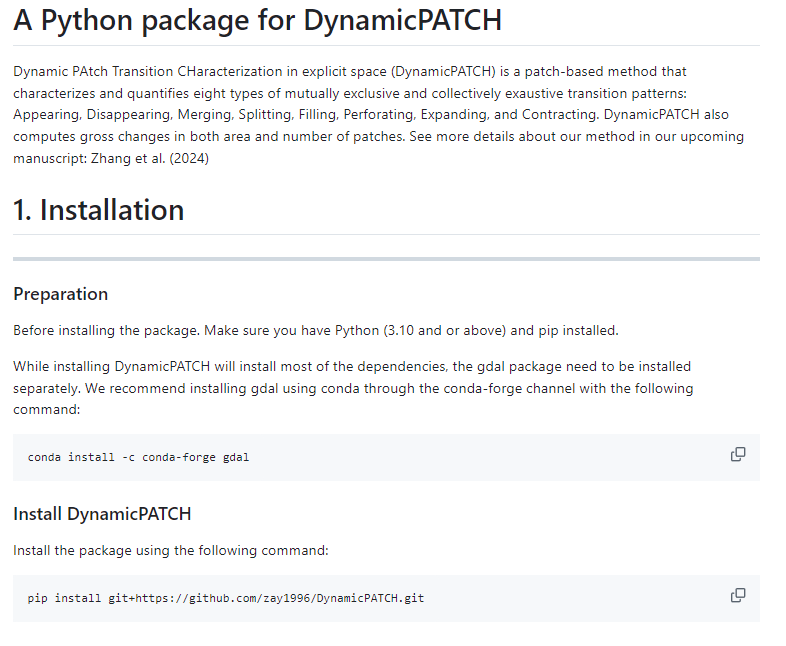 A Python package for DynamicPATCH
Dynamic PAtch Transition CHaracterization in explicit space (DynamicPATCH) is a patch-based method that
characterizes and quantifies eight types of mutually exclusive and collectively exaustive transition patterns:
Appearing, Disappearing, Merging, Splitting, Filling, Perforating, Expanding, and Contracting. DynamicPATCH also
computes gross changes in both area and number of patches. See more details about our method in our upcoming
manuscript: Zhang et al. (2024)
1. Installation
Preparation
Before installing the package. Make sure you have Python (3.10 and or above) and pip installed.
While installing DynamicPATCH will install most of the dependencies, the gdal package need to be installed
separately. We recommend installing gdal using conda through the conda-forge channel with the following
command:
conda install -c conda-forge gdal
Install DynamicPATCH
Install the package using the following command:
pip install git+https://github.com/zay1996/DynamicPATCH.git